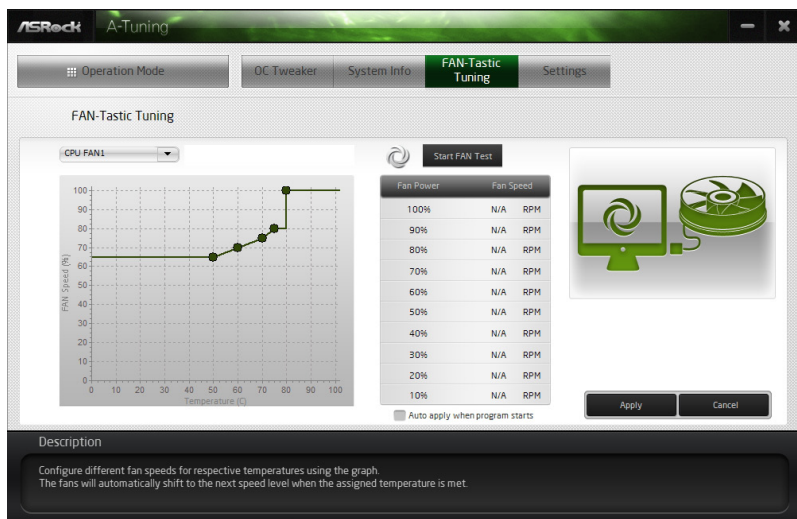 ASRock A-Tuning
Operation Mode OC Tweaker System Info FAN-Tastic Tuning Settings
FAN-Tastic Tuning
CPU FAN1
Start FAN Test
Fan Power Fan Speed
100% N/A RPM
90% N/A RPM
80% N/A RPM
70% N/A RPM
60% N/A RPM
50% N/A RPM
40% N/A RPM
30% N/A RPM
20% N/A RPM
10% N/A RPM
100
90
80
70
60
50
40
30
20
10
0
FAN Speed (%)
0 10 20 30 40 50 60 70 80 90 100
Temperature (C)
Auto apply when program starts
Apply Cancel
Description
Configure different fan speeds for respective temperatures using the graph.
The fans will automatically shift to the next speed level when the assigned temperature is met.